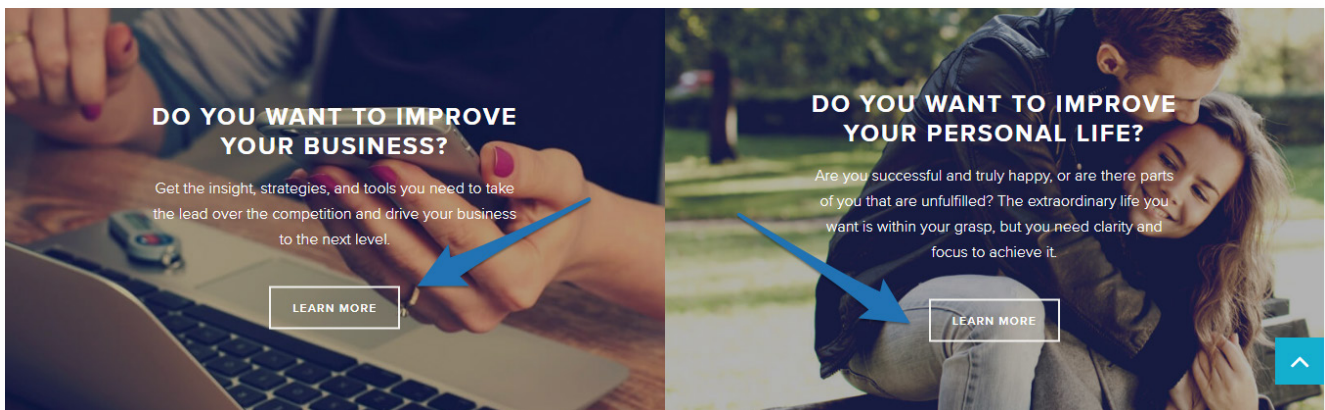 DO YOU WANT TO IMPROVE
YOUR BUSINESS?
Get the insight, strategies, and tools you need to take
the lead over the competition and drive your business
to the next level.
LEARN MORE
DO YOU WANT TO IMPROVE
YOUR PERSONAL LIFE?
Are you successful and truly happy, or are there parts
of you that are unfulfilled? The extraordinary life you
want is within your grasp, but you need clarity and
focus to achieve it.
LEARN MORE